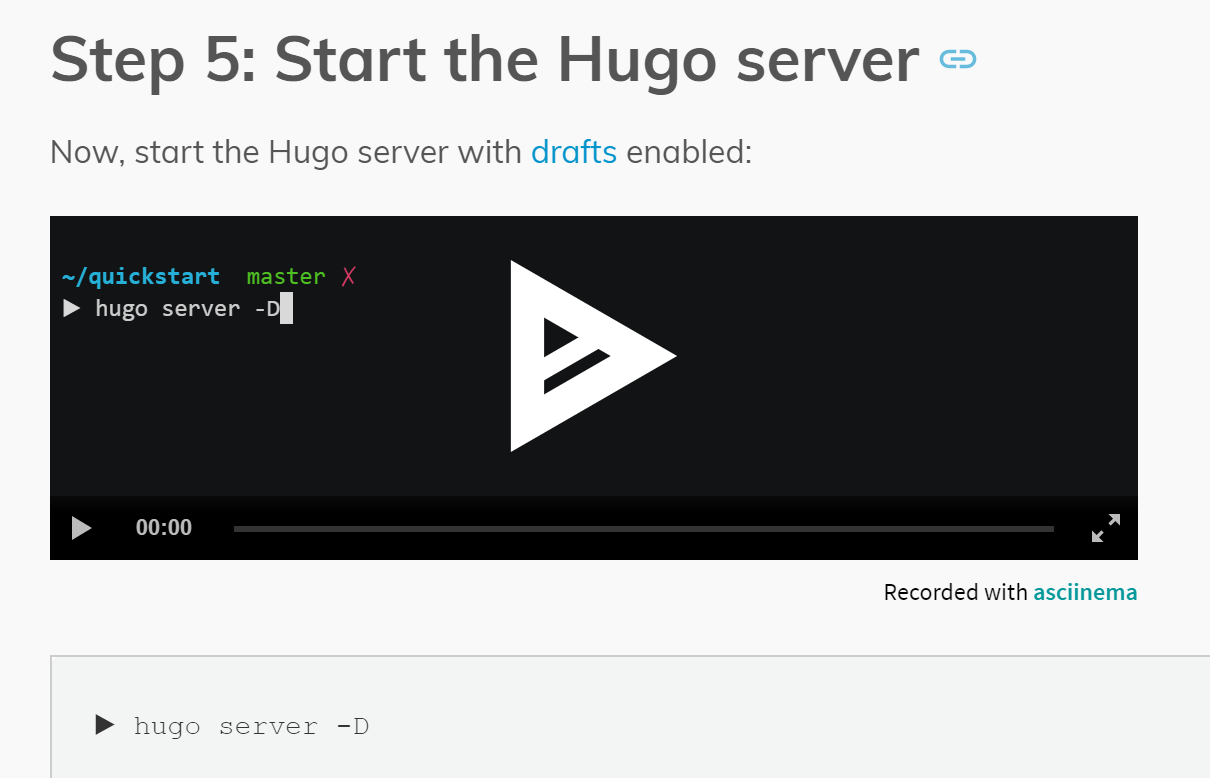 Step 5: Start the Hugo server
Now, start the Hugo server with drafts enabled:
~/quickstart master ✗
▶ hugo server -D
00:00
Recorded with asciinema
▶ hugo server -D